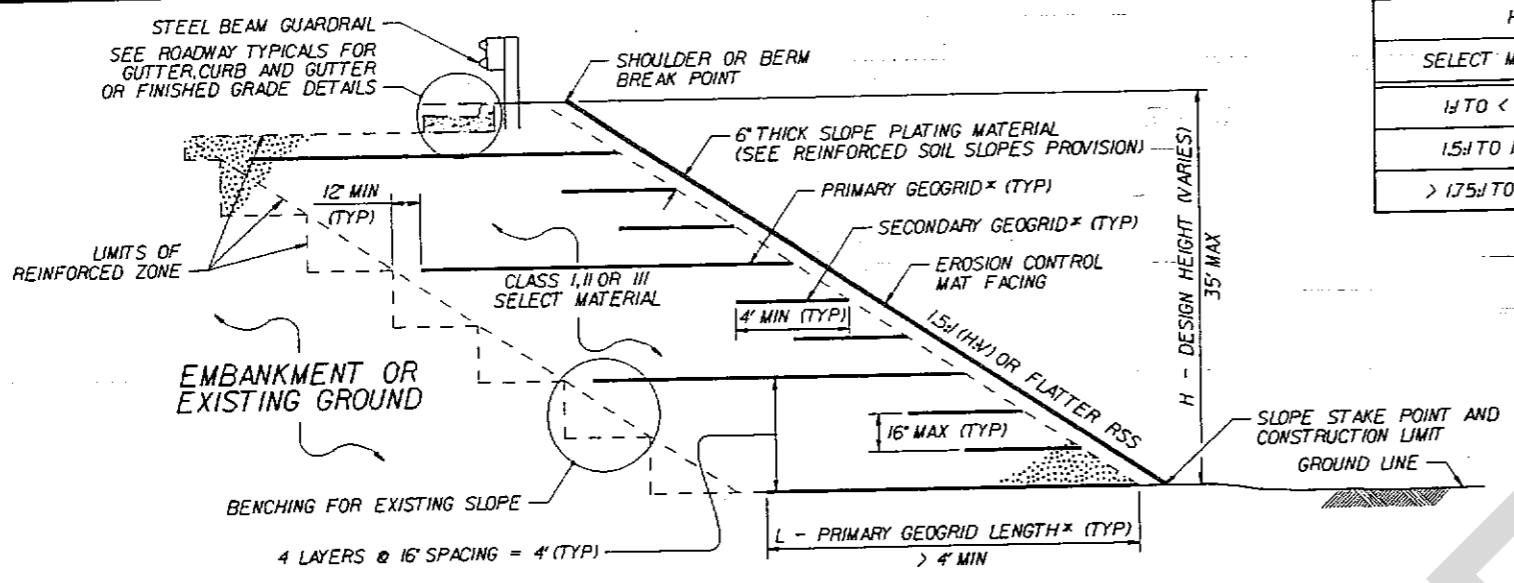 STEEL BEAM GUARDRAIL
SEE ROADWAY TYPICALS FOR
GUTTER, CURB AND GUTTER
OR FINISHED GRADE DETAILS
SHOULDER OR BERM
BREAK POINT
6" THICK SLOPE PLATING MATERIAL
(SEE REINFORCED SOIL SLOPES PROVISION)
12" MIN
(TYP)
PRIMARY GEOGRID* (TYP)
SECONDARY GEOGRID* (TYP)
LIMITS OF
REINFORCED ZONE
CLASS I, II OR III
SELECT MATERIAL
EROSION CONTROL
MAT FACING
4' MIN (TYP)
1.5:1 (H:V) OR FLATTER RSS
H - DESIGN HEIGHT (VARIES)
35' MAX
EMBANKMENT OR
EXISTING GROUND
16" MAX (TYP)
SLOPE STAKE POINT AND
CONSTRUCTION LIMIT
GROUND LINE
BENCHING FOR EXISTING SLOPE
L - PRIMARY GEOGRID LENGTH* (TYP)
> 4' MIN
4 LAYERS @ 16" SPACING = 4' (TYP)
SELECT M
1:1 TO <
1.5:1 TO
> 1.75:1 TO